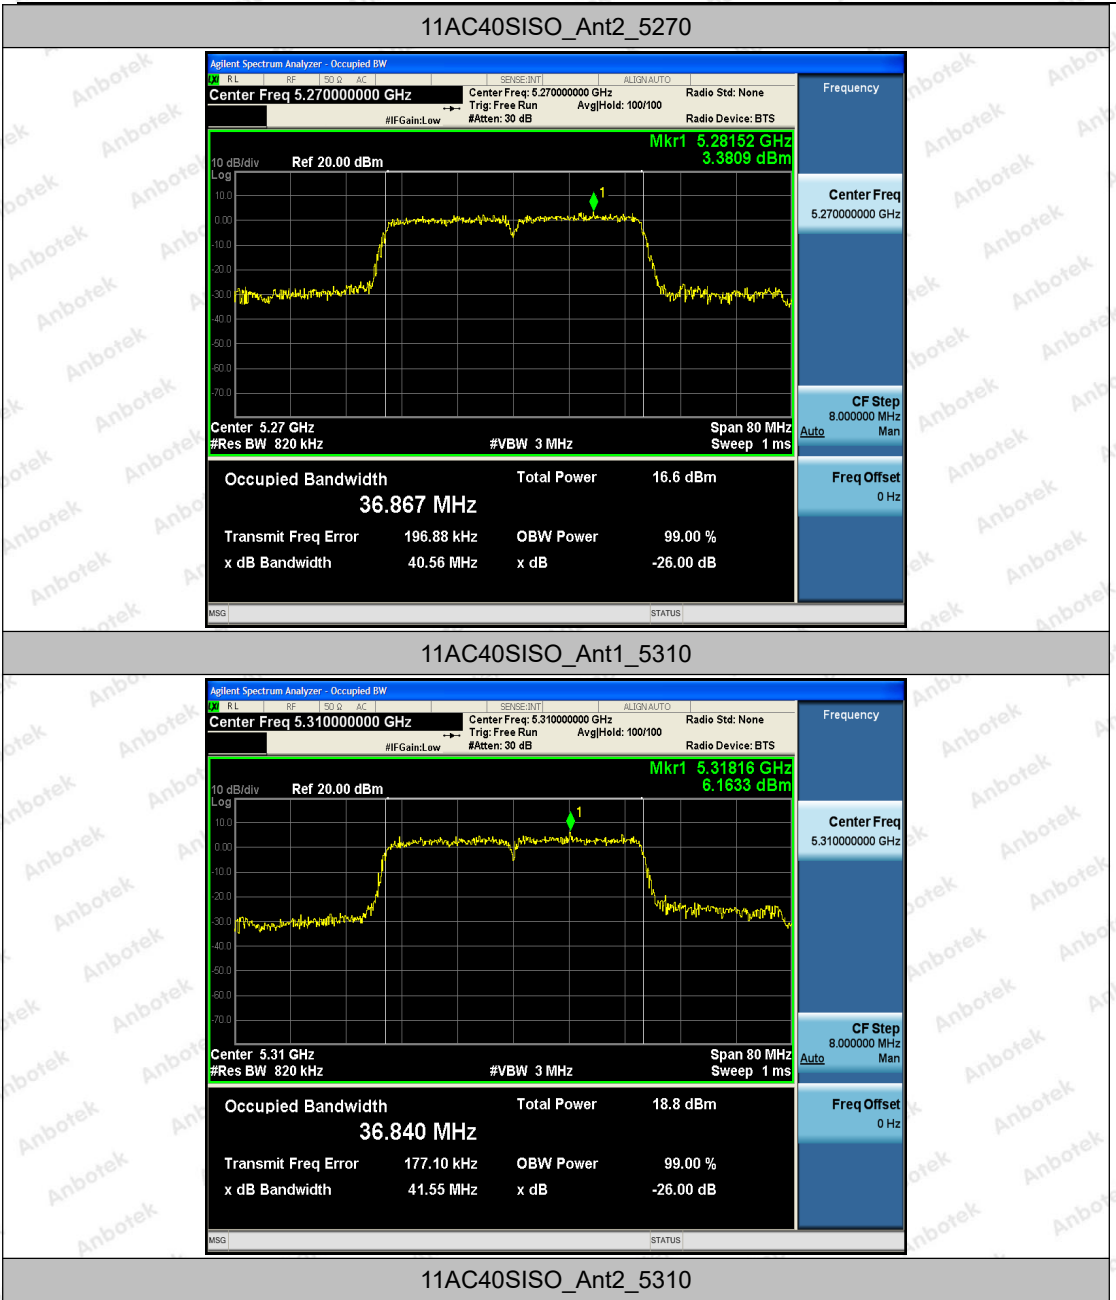 11AC40SISO_Ant2_5270
Agilent Spectrum Analyzer - Occupied BW
LXI RL RF 50 Ω AC SENSE:INT ALIGN AUTO
Center Freq 5.270000000 GHz
Center Freq: 5.270000000 GHz
Radio Std: None
Trig: Free Run Avg|Hold: 100/100
#IFGain:Low #Atten: 30 dB
Radio Device: BTS
Mkr1 5.28152 GHz
3.3809 dBm
10 dB/div Ref 20.00 dBm
Log
10.0
0.00
-10.0
-20.0
-30.0
-40.0
-50.0
-60.0
-70.0
1
Center 5.27 GHz Span 80 MHz
#Res BW 820 kHz #VBW 3 MHz Sweep 1 ms
Occupied Bandwidth Total Power 16.6 dBm
36.867 MHz
Transmit Freq Error 196.88 kHz OBW Power 99.00 %
x dB Bandwidth 40.56 MHz x dB -26.00 dB
MSG STATUS
Frequency
Center Freq
5.270000000 GHz
CF Step
8.000000 MHz
Auto Man
Freq Offset
0 Hz
11AC40SISO_Ant1_5310
Agilent Spectrum Analyzer - Occupied BW
LXI RL RF 50 Ω AC SENSE:INT ALIGN AUTO
Center Freq 5.310000000 GHz
Center Freq: 5.310000000 GHz
Radio Std: None
Trig: Free Run Avg|Hold: 100/100
#IFGain:Low #Atten: 30 dB
Radio Device: BTS
Mkr1 5.31816 GHz
6.1633 dBm
10 dB/div Ref 20.00 dBm
Log
10.0
0.00
-10.0
-20.0
-30.0
-40.0
-50.0
-60.0
-70.0
1
Center 5.31 GHz Span 80 MHz
#Res BW 820 kHz #VBW 3 MHz Sweep 1 ms
Occupied Bandwidth Total Power 18.8 dBm
36.840 MHz
Transmit Freq Error 177.10 kHz OBW Power 99.00 %
x dB Bandwidth 41.55 MHz x dB -26.00 dB
MSG STATUS
Frequency
Center Freq
5.310000000 GHz
CF Step
8.000000 MHz
Auto Man
Freq Offset
0 Hz
11AC40SISO_Ant2_5310